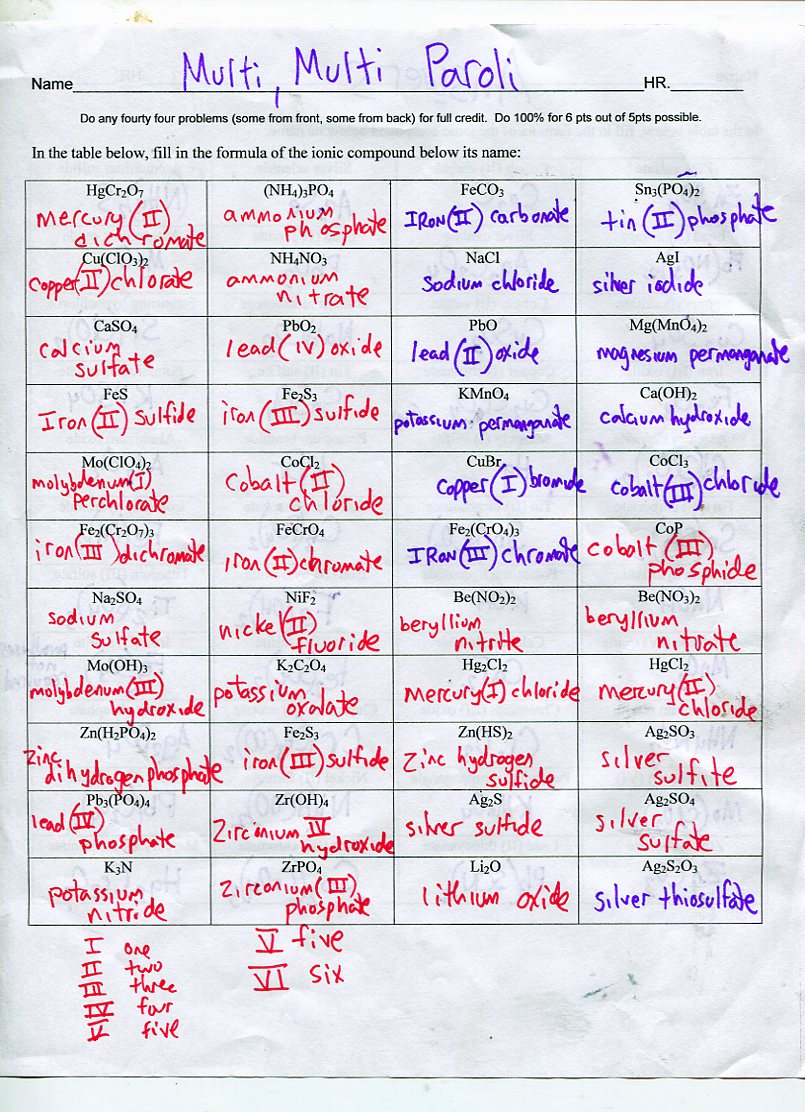 Name Multi, Multi Paroli HR.
Do any fourty four problems (some from front, some from back) for full credit. Do 100% for 6 pts out of 5pts possible.
In the table below, fill in the formula of the ionic compound below its name:
HgCr₂O₇ (NH₄)₃PO₄ FeCO₃ Sn₃(PO₄)₂
mercury (II) ammonium IRon (II) carbonate tin (II) phosphate
dichromate phosphate
Cu(ClO₃)₂ NH₄NO₃ NaCl AgI
copper (II) chlorate ammonium sodium chloride silver iodide
nitrate
CaSO₄ PbO₂ PbO Mg(MnO₄)₂
calcium lead (IV) oxide lead (II) oxide magnesium permanganate
sulfate
FeS Fe₂S₃ KMnO₄ Ca(OH)₂
Iron (II) sulfide iron (III) sulfide potassium permanganate calcium hydroxide
Mo(ClO₄)₂ CoCl₂ CuBr CoCl₃
molybdenum (I) Cobalt (II) copper (I) bromide cobalt (III) chloride
perchlorate chloride
Fe₂(Cr₂O₇)₃ FeCrO₄ Fe₂(CrO₄)₃ CoP
iron (III) dichromate iron (II) chromate IRon (III) chromate cobalt (III)
phosphide
Na₂SO₄ NiF₂ Be(NO₂)₂ Be(NO₃)₂
sodium nickel (II) beryllium beryllium
sulfate fluoride nitrite nitrate
Mo(OH)₃ K₂C₂O₄ Hg₂Cl₂ HgCl₂
molybdenum (III) potassium mercury (I) chloride mercury (II)
hydroxide oxalate chloride
Zn(H₂PO₄)₂ Fe₂S₃ Zn(HS)₂ Ag₂SO₃
Zinc iron (III) sulfide Zinc hydrogen silver
dihydrogen phosphate sulfide sulfite
Pb₃(PO₄)₄ Zr(OH)₄ Ag₂S Ag₂SO₄
lead (IV) Zirconium IV silver sulfide silver
phosphate hydroxide sulfate
K₃N ZrPO₄ Li₂O Ag₂S₂O₃
potassium Zirconium (III) lithium oxide silver thiosulfate
nitride phosphate
I one V five
II two VI six
III three
IV four
V five